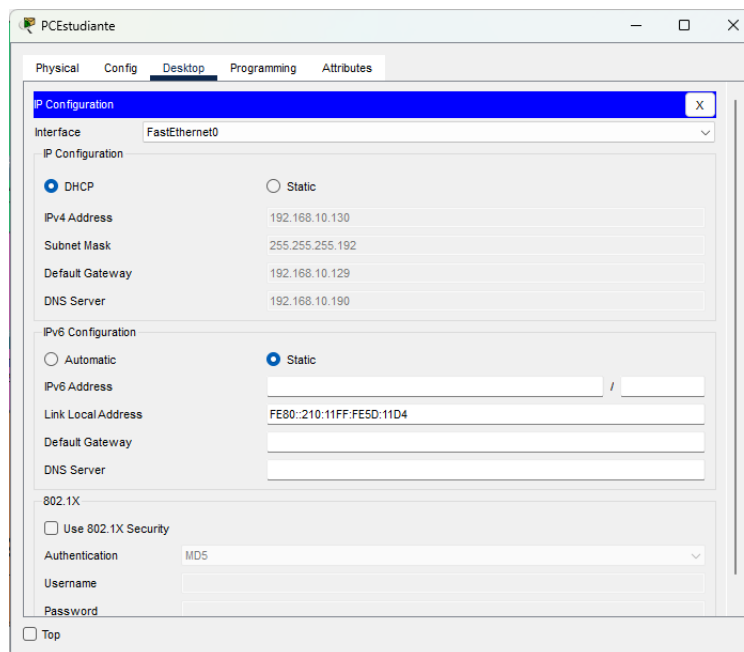 PCEstudiante
Physical Config Desktop Programming Attributes
IP Configuration X
Interface FastEthernet0
IP Configuration
DHCP Static
IPv4 Address 192.168.10.130
Subnet Mask 255.255.255.192
Default Gateway 192.168.10.129
DNS Server 192.168.10.190
IPv6 Configuration
Automatic Static
IPv6 Address /
Link Local Address FE80::210:11FF:FE5D:11D4
Default Gateway
DNS Server
802.1X
Use 802.1X Security
Authentication MD5
Username
Password
Top